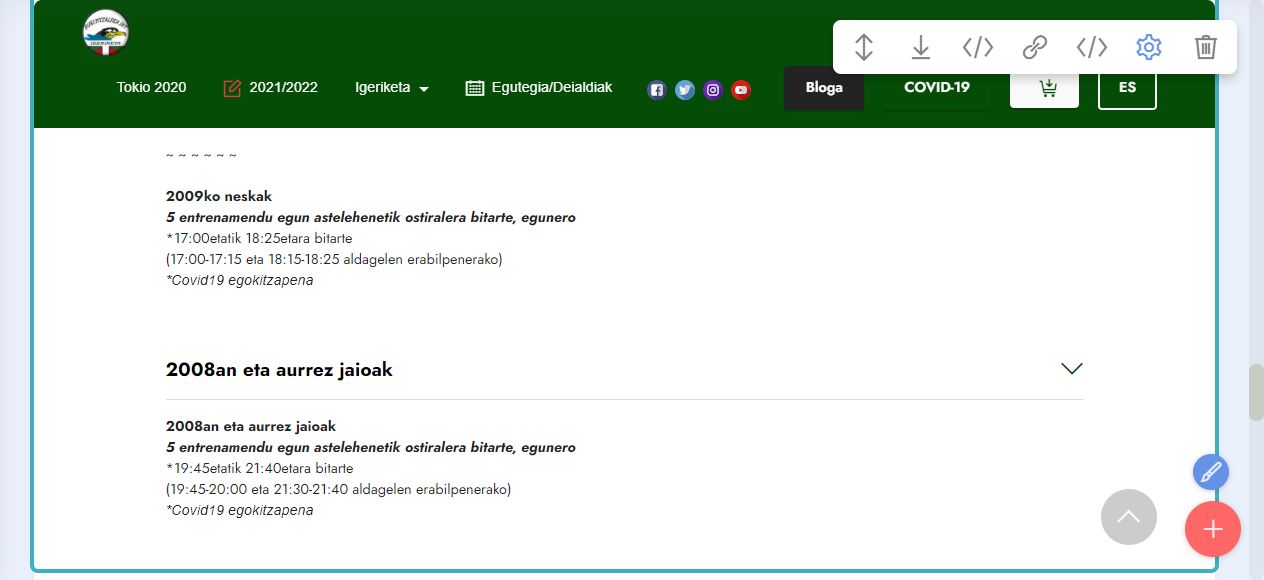 Tokio 2020
2021/2022
Igeriketa
Egutegia/Deialdiak
Bloga
COVID-19
ES
~ ~ ~ ~ ~ ~
2009ko neskak
5 entrenamendu egun astelehenetik ostiralera bitarte, egunero
*17:00etatik 18:25etara bitarte
(17:00-17:15 eta 18:15-18:25 aldagelen erabilpenerako)
*Covid19 egokitzapena
2008an eta aurrez jaioak
2008an eta aurrez jaioak
5 entrenamendu egun astelehenetik ostiralera bitarte, egunero
*19:45etatik 21:40etara bitarte
(19:45-20:00 eta 21:30-21:40 aldagelen erabilpenerako)
*Covid19 egokitzapena